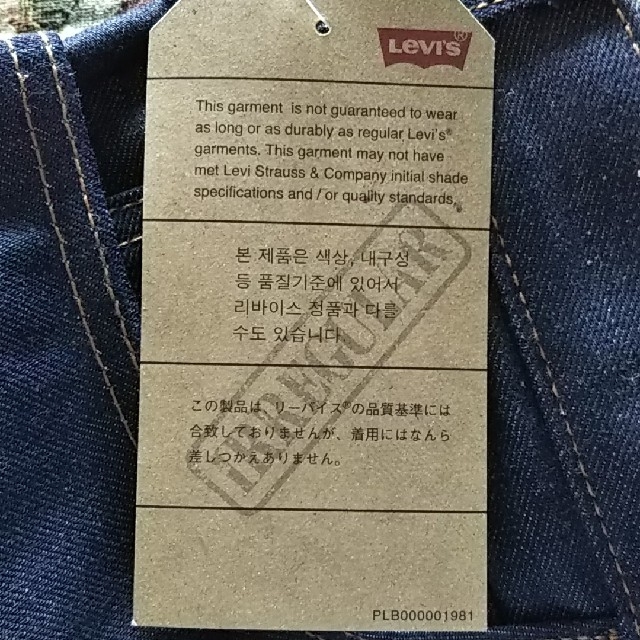 LEVI'S®
This garment is not guaranteed to wear
as long or as durably as regular Levi's®
garments. This garment may not have
met Levi Strauss & Company initial shade
specifications and / or quality standards.
본 제품은 색상, 내구성
등 품질기준에 있어서
리바이스 정품과 다를
수도 있습니다.
IRREGULAR
この製品は、リーバイス®の品質基準には
合致しておりませんが、着用にはなんら
差しつかえありません。
PLB000001981